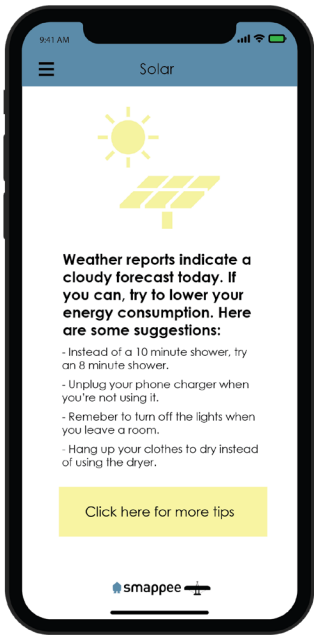 9:41 AM
Solar
Weather reports indicate a
cloudy forecast today. If
you can, try to lower your
energy consumption. Here
are some suggestions:
- Instead of a 10 minute shower, try
an 8 minute shower.
- Unplug your phone charger when
you're not using it.
- Remeber to turn off the lights when
you leave a room.
- Hang up your clothes to dry instead
of using the dryer.
Click here for more tips
smappee